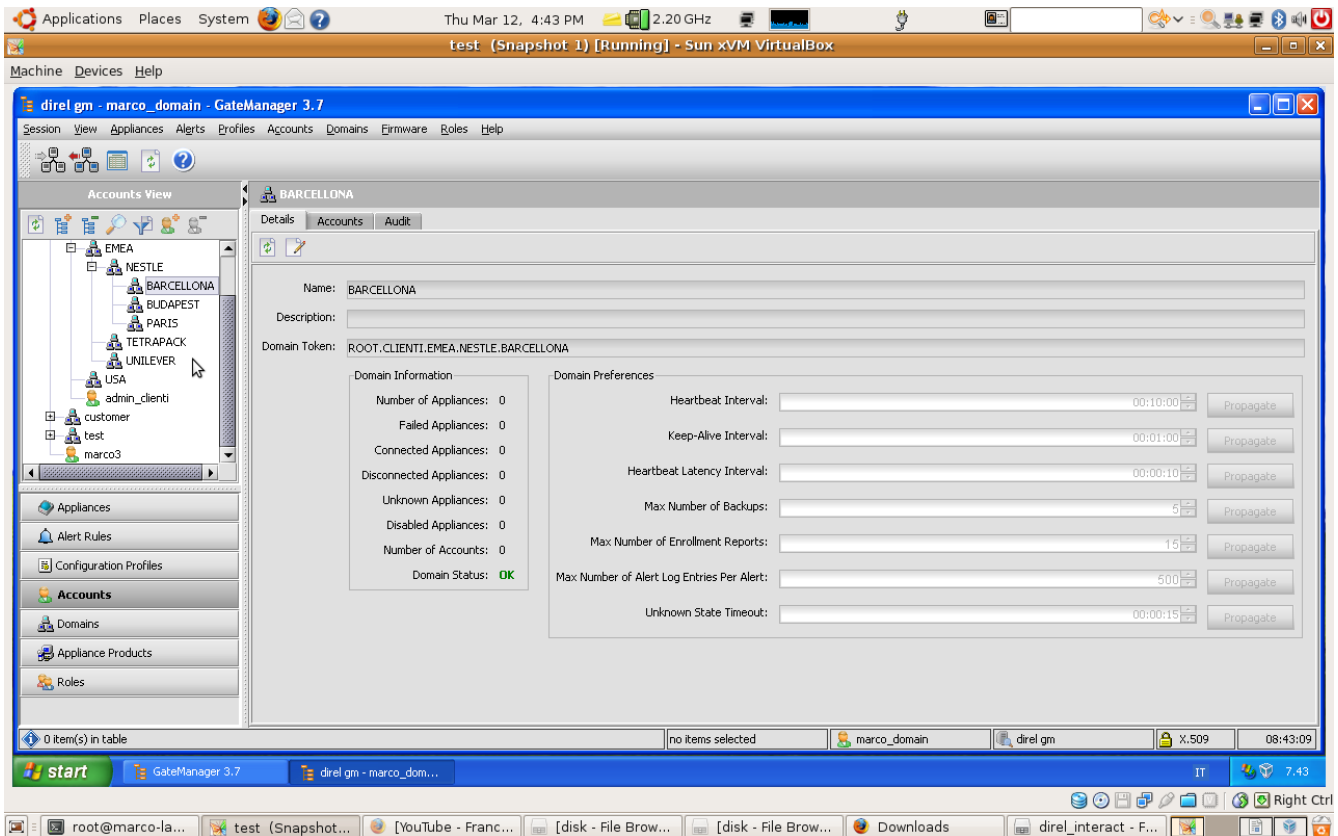 Applications Places System Thu Mar 12, 4:43 PM 2.20 GHz
test (Snapshot 1) [Running] - Sun xVM VirtualBox
Machine Devices Help
direl gm - marco_domain - GateManager 3.7
Session View Appliances Alerts Profiles Accounts Domains Firmware Roles Help
Accounts View
EMEA
NESTLE
BARCELLONA
BUDAPEST
PARIS
TETRAPACK
UNILEVER
USA
admin_clienti
customer
test
marco3
Appliances
Alert Rules
Configuration Profiles
Accounts
Domains
Appliance Products
Roles
BARCELLONA
Details Accounts Audit
Name: BARCELLONA
Description:
Domain Token: ROOT.CLIENTI.EMEA.NESTLE.BARCELLONA
Domain Information
Number of Appliances: 0
Failed Appliances: 0
Connected Appliances: 0
Disconnected Appliances: 0
Unknown Appliances: 0
Disabled Appliances: 0
Number of Accounts: 0
Domain Status: OK
Domain Preferences
Heartbeat Interval: 00:10:00 Propagate
Keep-Alive Interval: 00:01:00 Propagate
Heartbeat Latency Interval: 00:00:10 Propagate
Max Number of Backups: 5 Propagate
Max Number of Enrollment Reports: 15 Propagate
Max Number of Alert Log Entries Per Alert: 500 Propagate
Unknown State Timeout: 00:00:15 Propagate
0 item(s) in table no items selected marco_domain direl gm X.509 08:43:09
start GateManager 3.7 direl gm - marco_dom... IT 7.43
Right Ctrl
root@marco-la... test (Snapshot... [YouTube - Franc... [disk - File Brow... [disk - File Brow... Downloads direl_interact - F...